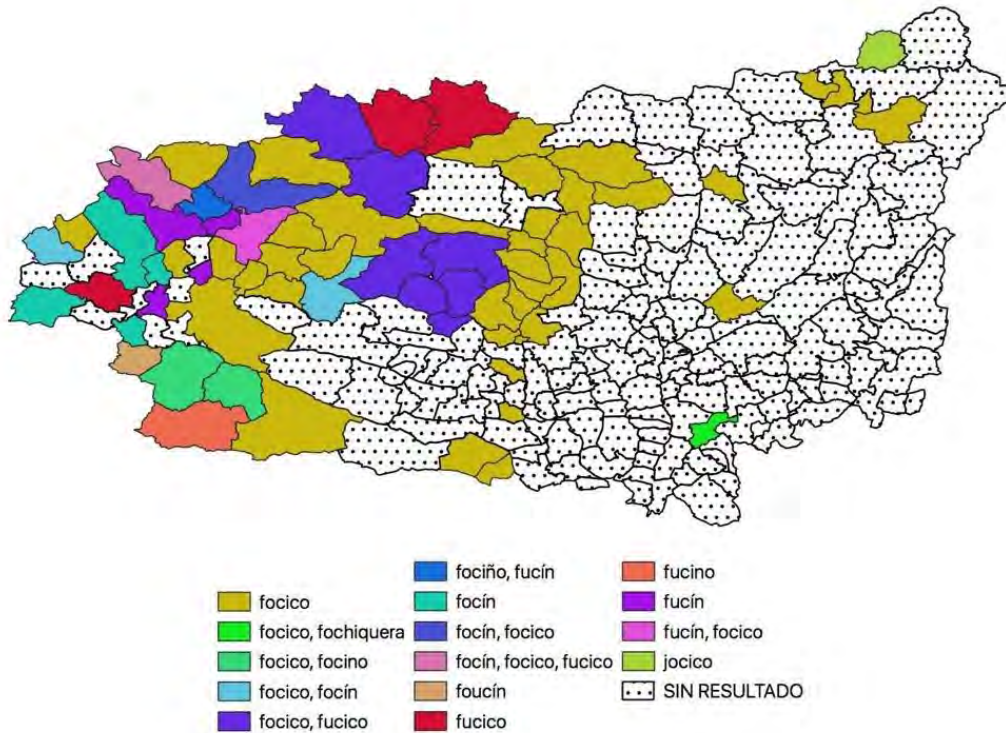 focico
focico, fochiquera
focico, focino
focico, focín
focico, fucico
fociño, fucín
focín
focín, focico
focín, focico, fucico
foucín
fucico
fucino
fucín
fucín, focico
jocico
SIN RESULTADO